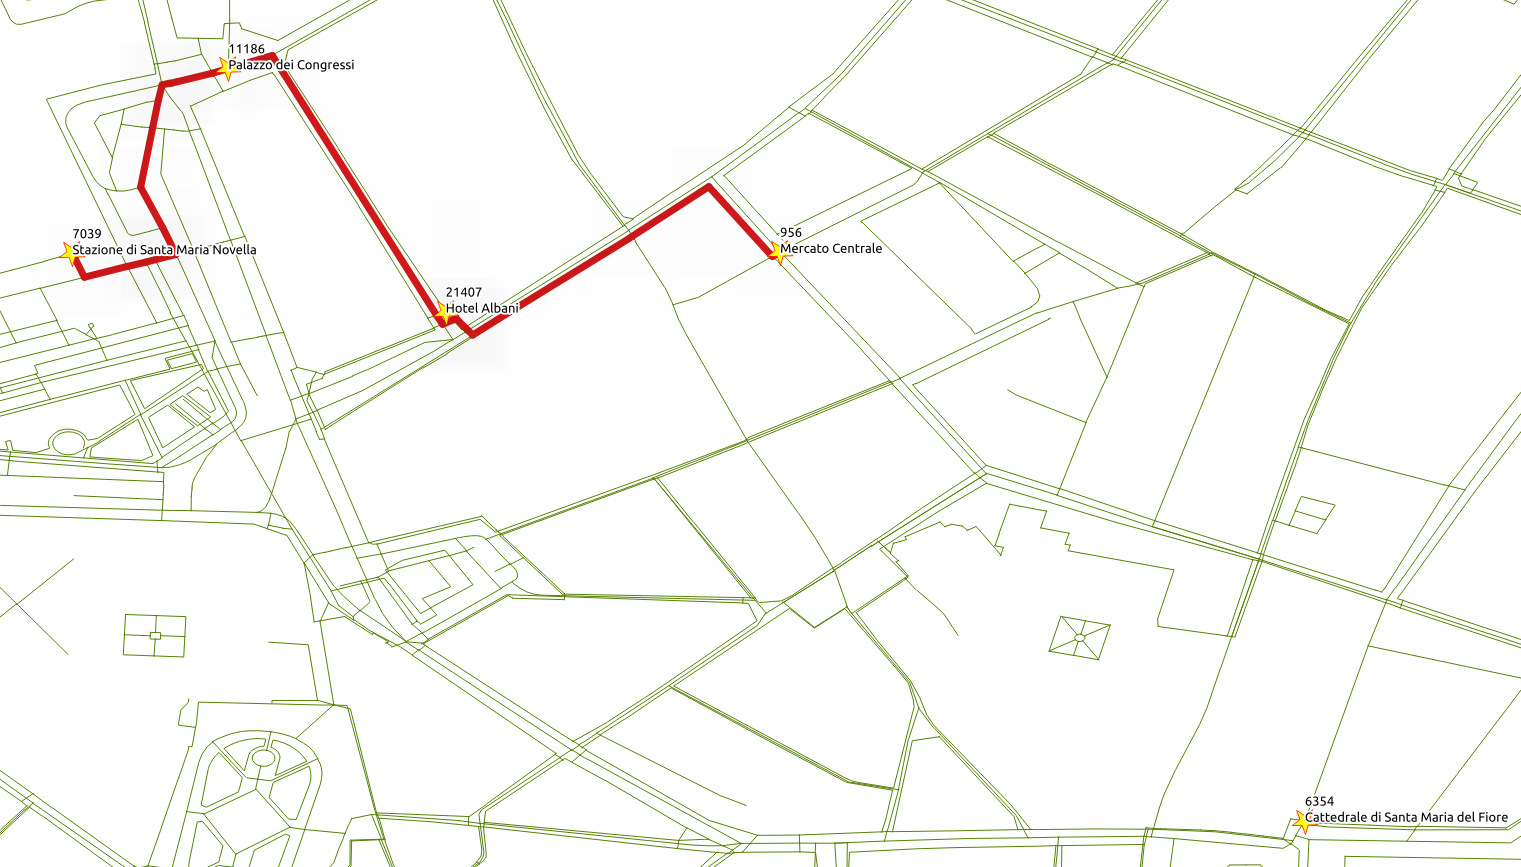 11186
Palazzo dei Congressi
7039
Stazione di Santa Maria Novella
956
Mercato Centrale
21407
Hotel Albani
6354
Cattedrale di Santa Maria del Fiore